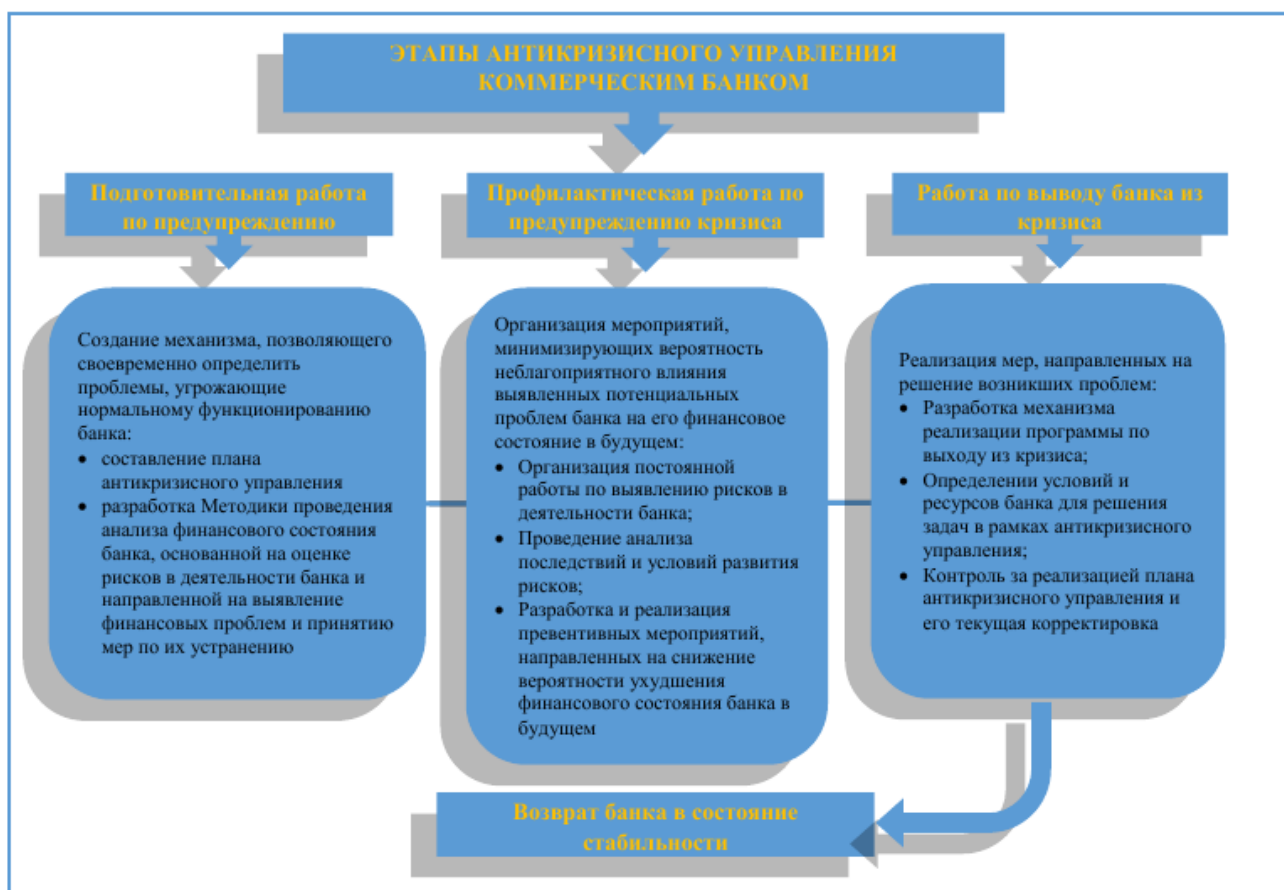 ЭТАПЫ АНТИКРИЗИСНОГО УПРАВЛЕНИЯ
КОММЕРЧЕСКИМ БАНКОМ
Подготовительная работа
по предупреждению
Создание механизма, позволяющего
своевременно определить
проблемы, угрожающие
нормальному функционированию
банка:
• составление плана
антикризисного управления
• разработка Методики проведения
анализа финансового состояния
банка, основанной на оценке
рисков в деятельности банка и
направленной на выявление
финансовых проблем и принятию
мер по их устранению
Профилактическая работа по
предупреждению кризиса
Организация мероприятий,
минимизирующих вероятность
неблагоприятного влияния
выявленных потенциальных
проблем банка на его финансовое
состояние в будущем:
• Организация постоянной
работы по выявлению рисков в
деятельности банка;
• Проведение анализа
последствий и условий развития
рисков;
• Разработка и реализация
превентивных мероприятий,
направленных на снижение
вероятности ухудшения
финансового состояния банка в
будущем
Работа по выводу банка из
кризиса
Реализация мер, направленных на
решение возникших проблем:
• Разработка механизма
реализации программы по
выходу из кризиса;
• Определении условий и
ресурсов банка для решения
задач в рамках антикризисного
управления;
• Контроль за реализацией плана
антикризисного управления и
его текущая корректировка
Возврат банка в состояние
стабильности